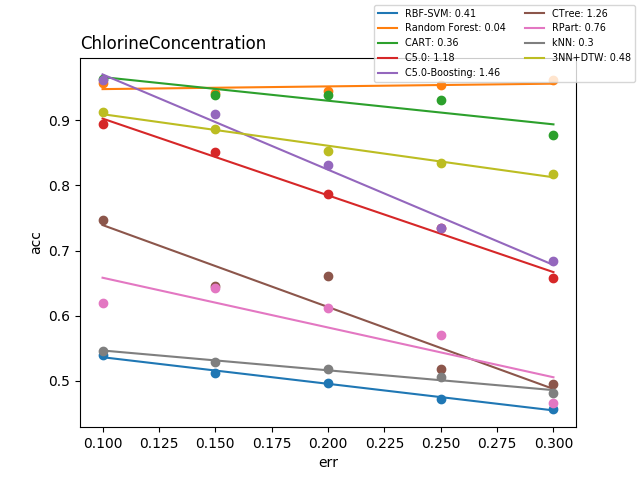 ChlorineConcentration
RBF-SVM: 0.41
Random Forest: 0.04
CART: 0.36
C5.0: 1.18
C5.0-Boosting: 1.46
CTree: 1.26
RPart: 0.76
kNN: 0.3
3NN+DTW: 0.48
acc
0.9
0.8
0.7
0.6
0.5
0.100 0.125 0.150 0.175 0.200 0.225 0.250 0.275 0.300
err